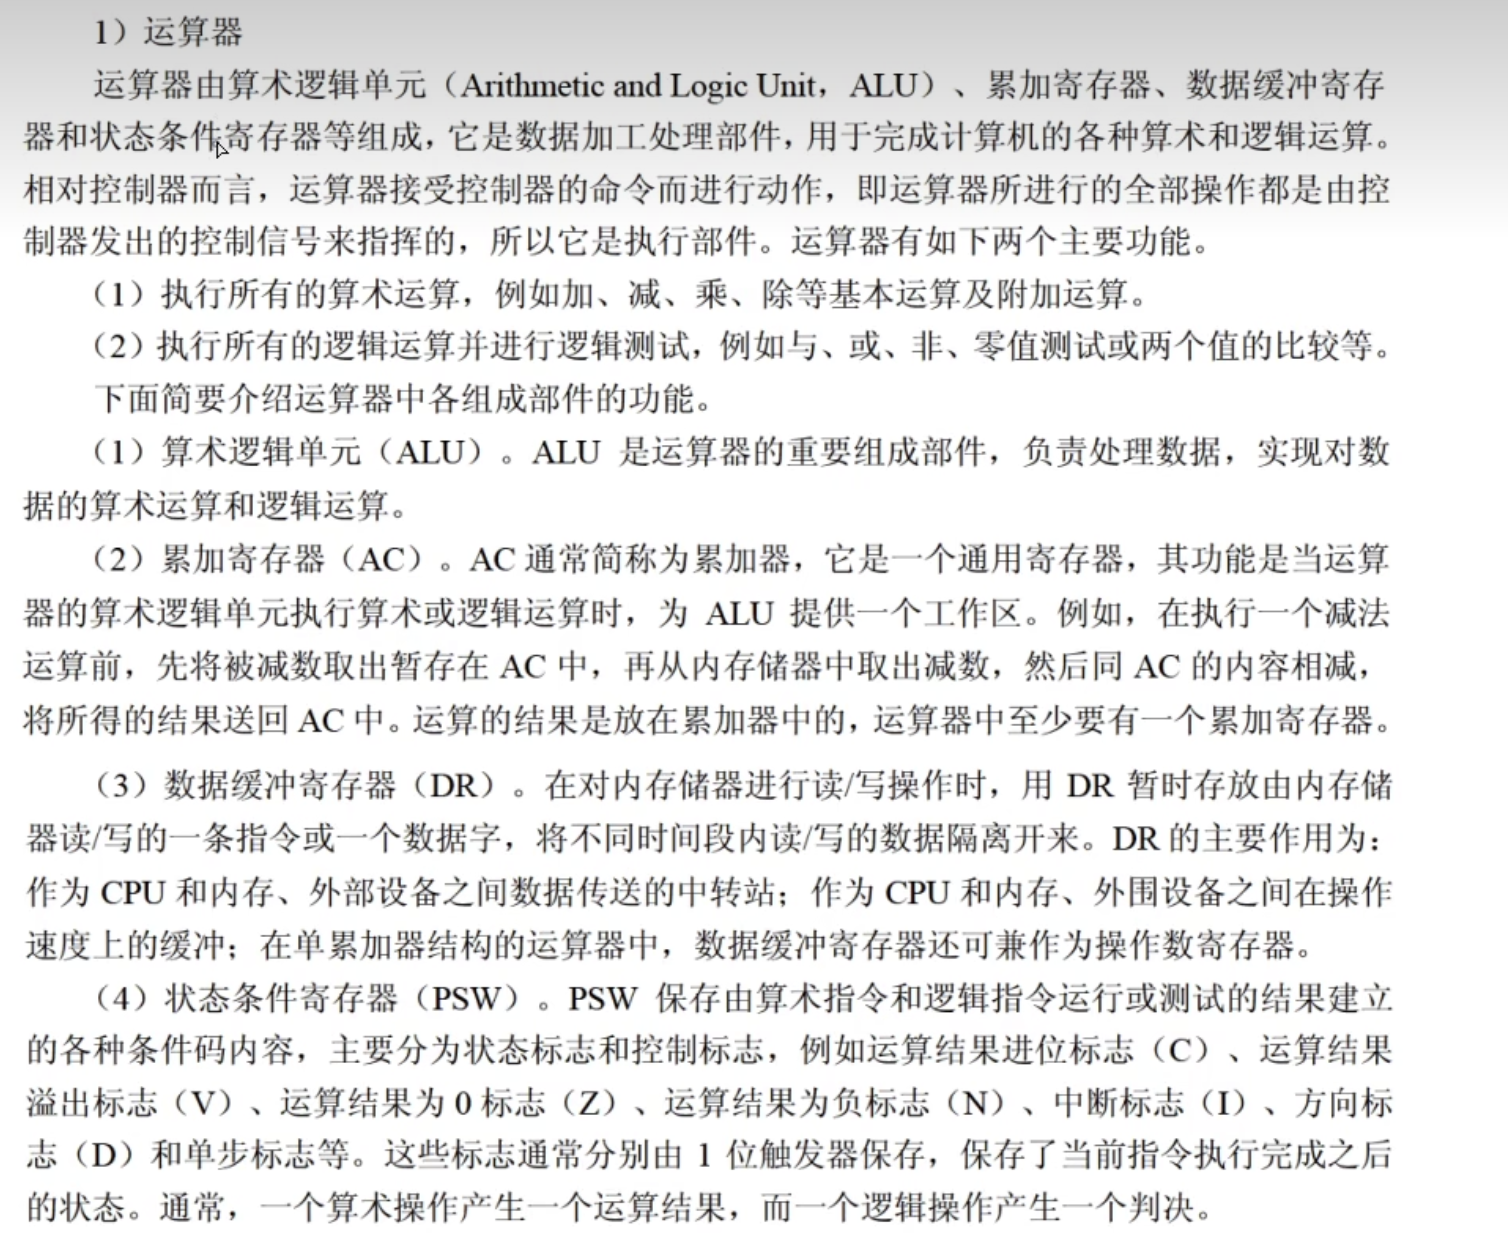 1）运算器
运算器由算术逻辑单元（Arithmetic and Logic Unit，ALU）、累加寄存器、数据缓冲寄存
器和状态条件寄存器等组成，它是数据加工处理部件，用于完成计算机的各种算术和逻辑运算。
相对控制器而言，运算器接受控制器的命令而进行动作，即运算器所进行的全部操作都是由控
制器发出的控制信号来指挥的，所以它是执行部件。运算器有如下两个主要功能。
（1）执行所有的算术运算，例如加、减、乘、除等基本运算及附加运算。
（2）执行所有的逻辑运算并进行逻辑测试，例如与、或、非、零值测试或两个值的比较等。
下面简要介绍运算器中各组成部件的功能。
（1）算术逻辑单元（ALU）。ALU 是运算器的重要组成部件，负责处理数据，实现对数
据的算术运算和逻辑运算。
（2）累加寄存器（AC）。AC 通常简称为累加器，它是一个通用寄存器，其功能是当运算
器的算术逻辑单元执行算术或逻辑运算时，为 ALU 提供一个工作区。例如，在执行一个减法
运算前，先将被减数取出暂存在 AC 中，再从内存储器中取出减数，然后同 AC 的内容相减，
将所得的结果送回 AC 中。运算的结果是放在累加器中的，运算器中至少要有一个累加寄存器。
（3）数据缓冲寄存器（DR）。在对内存储器进行读/写操作时，用 DR 暂时存放由内存储
器读/写的一条指令或一个数据字，将不同时间段内读/写的数据隔离开来。DR 的主要作用为：
作为 CPU 和内存、外部设备之间数据传送的中转站；作为 CPU 和内存、外围设备之间在操作
速度上的缓冲；在单累加器结构的运算器中，数据缓冲寄存器还可兼作为操作数寄存器。
（4）状态条件寄存器（PSW）。PSW 保存由算术指令和逻辑指令运行或测试的结果建立
的各种条件码内容，主要分为状态标志和控制标志，例如运算结果进位标志（C）、运算结果
溢出标志（V）、运算结果为 0 标志（Z）、运算结果为负标志（N）、中断标志（I）、方向标
志（D）和单步标志等。这些标志通常分别由 1 位触发器保存，保存了当前指令执行完成之后
的状态。通常，一个算术操作产生一个运算结果，而一个逻辑操作产生一个判决。